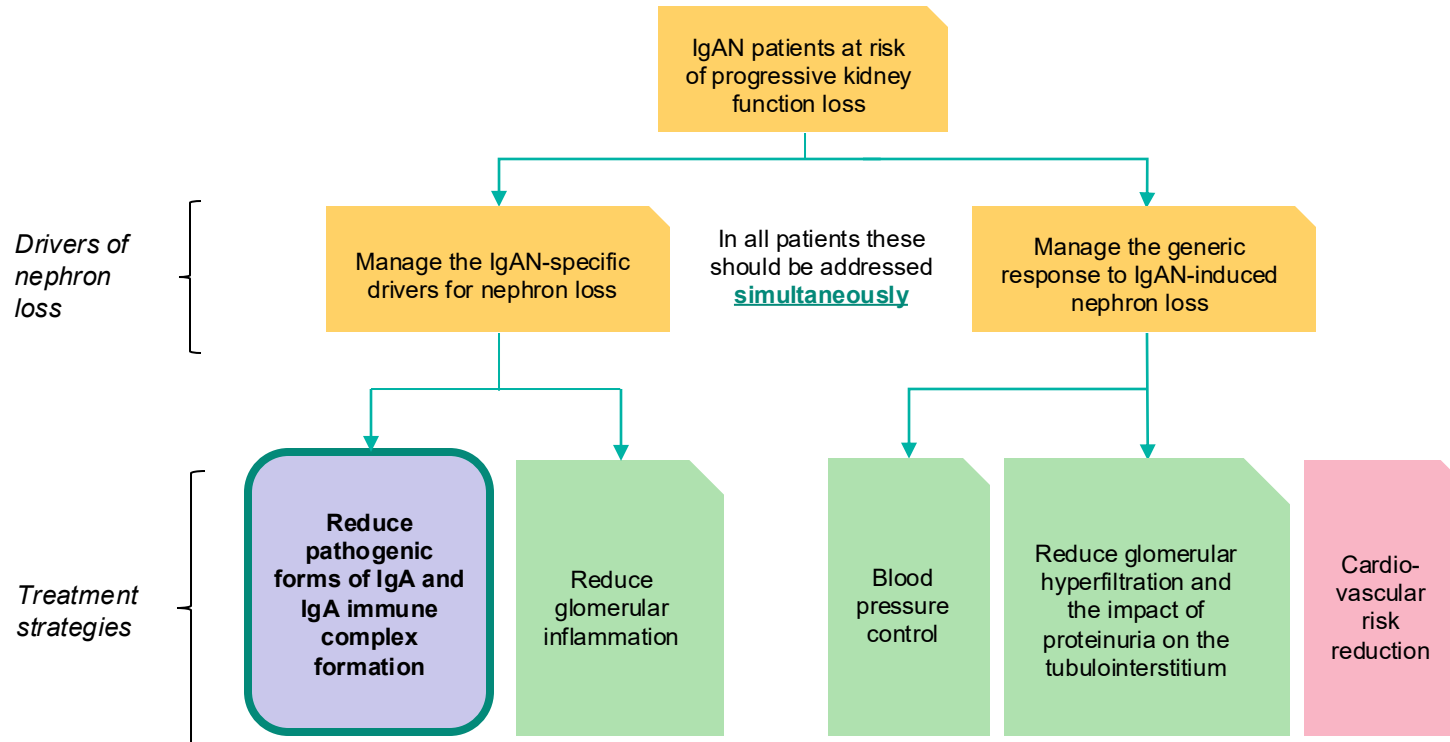 IgAN patients at risk
of progressive kidney
function loss
Drivers of
nephron
loss
Manage the IgAN-specific
drivers for nephron loss
In all patients these
should be addressed
simultaneously
Manage the generic
response to IgAN-induced
nephron loss
Treatment
strategies
Reduce
pathogenic
forms of IgA and
IgA immune
complex
formation
Reduce
glomerular
inflammation
Blood
pressure
control
Reduce glomerular
hyperfiltration and
the impact of
proteinuria on the
tubulointerstitium
Cardio-
vascular
risk
reduction